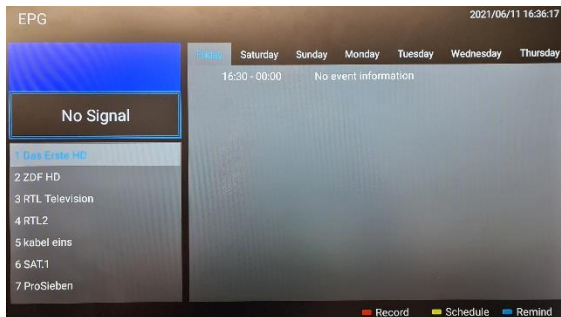 EPG
2021/06/11 16:36:17
Friday Saturday Sunday Monday Tuesday Wednesday Thursday
16:30 - 00:00 No event information
No Signal
1 Das Erste HD
2 ZDF HD
3 RTL Television
4 RTL2
5 kabel eins
6 SAT.1
7 ProSieben
Record Schedule Remind